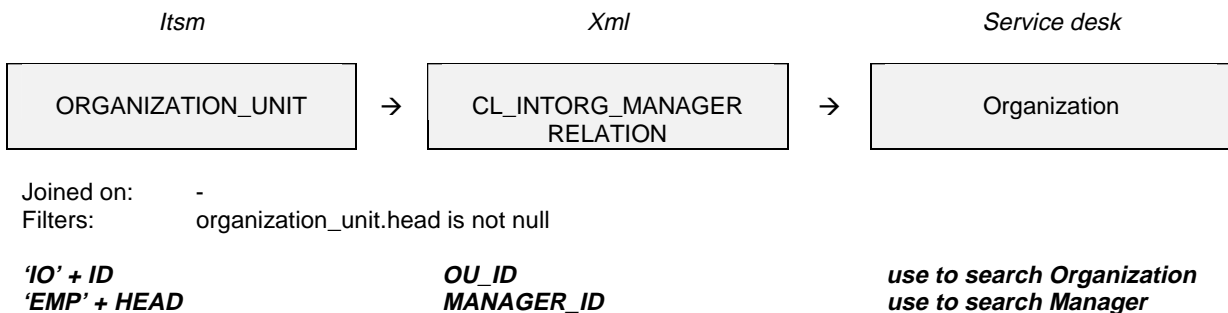 Itsm Xml Service desk
ORGANIZATION_UNIT → CL_INTORG_MANAGER → Organization
RELATION
Joined on: -
Filters: organization_unit.head is not null
‘IO’ + ID OU_ID use to search Organization
‘EMP’ + HEAD MANAGER_ID use to search Manager